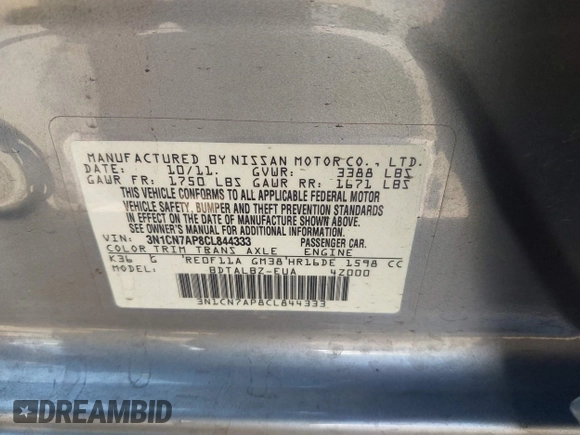 MANUFACTURED BY NISSAN MOTOR CO., LTD.
DATE: 10/11. GVWR: 3388 LBS
GAWR FR: 1750 LBS GAWR RR: 1671 LBS
THIS VEHICLE CONFORMS TO ALL APPLICABLE FEDERAL MOTOR
VEHICLE SAFETY, BUMPER AND THEFT PREVENTION STANDARDS
IN EFFECT ON THE DATE OF MANUFACTURE SHOWN ABOVE.
SEE OWNERS MANUAL FOR ADDITIONAL INFORMATION.
VIN: 3N1CN7AP8CL844333 PASSENGER CAR.
COLOR TRIM TRANS AXLE ENGINE
K36 G RE0F11A GM38 HR16DE 1598 CC
BDTALBZ-EUA 42000
MODEL:
3N1CN7AP8CL844333
DREAMBID